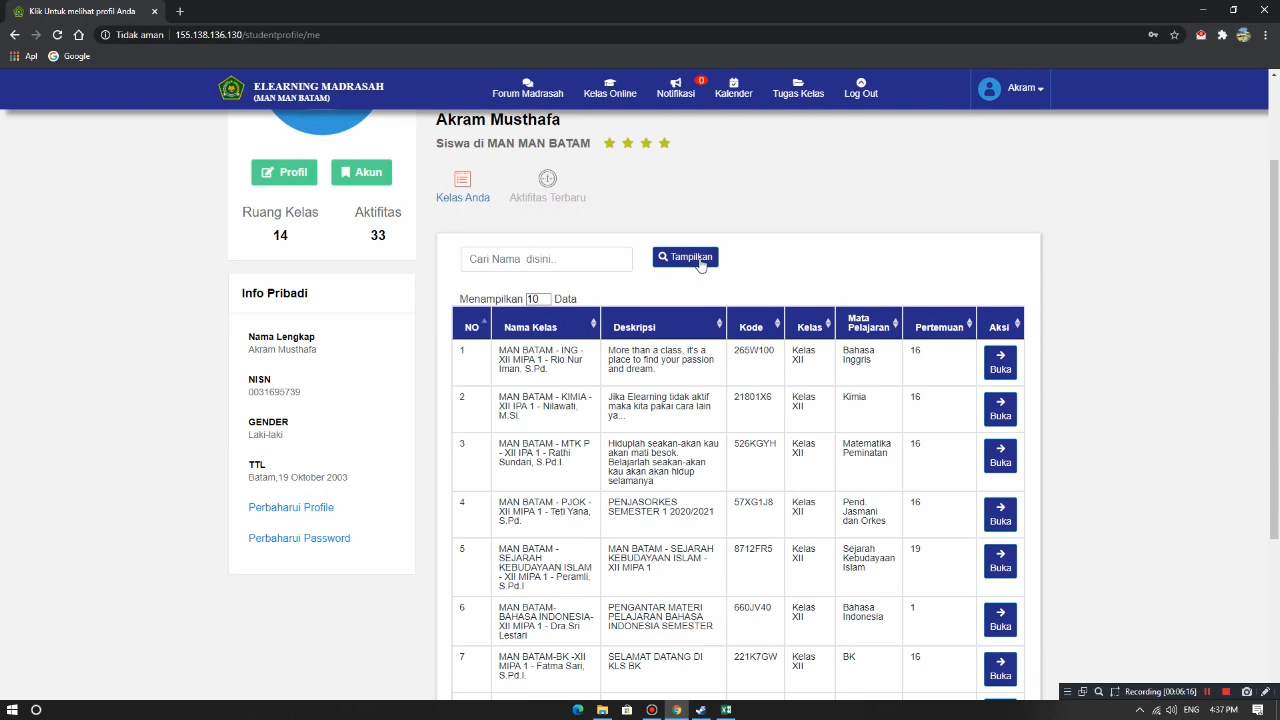 Klik Untuk melihat profil Anda
Tidak aman
155.138.136.130/studentprofile/me
Apl
Google
ELEARNING MADRASAH
(MAN MAN BATAM)
Forum Madrasah
Kelas Online
Notifikasi
0
Kalender
Tugas Kelas
Log Out
Akram
Akram Musthafa
Siswa di MAN MAN BATAM
Profil
Akun
Kelas Anda
Aktifitas Terbaru
Ruang Kelas
Aktifitas
14
33
Info Pribadi
Nama Lengkap
Akram Musthafa
NISN
0031695739
GENDER
Laki-laki
TTL
Batam,19 Oktober 2003
Perbaharui Profile
Perbaharui Password
Cari Nama disini..
Tampilkan
Menampilkan 10 Data
NO
Nama Kelas
Deskripsi
Kode
Kelas
Mata
Pelajaran
Pertemuan
Aksi
1
MAN BATAM - ING -
XII MIPA 1 - Rio Nur
Iman, S.Pd.
More than a class, it's a
place to find your passion
and dream.
265W100
Kelas
XII
Bahasa
Inggris
16
Buka
2
MAN BATAM - KIMIA -
XII IPA 1 - Nilawati,
M.Si.
Jika Elearning tidak aktif
maka kita pakai cara lain
ya...
21801X6
Kelas
XII
Kimia
16
Buka
3
MAN BATAM - MTK P
- XII IPA 1 - Rathi
Sundari, S.Pd.I.
Hiduplah seakan-akan kau
akan mati besok.
Belajarlah seakan-akan
kau akan akan hidup
selamanya
526KGYH
Kelas
XII
Matematika
Peminatan
16
Buka
4
MAN BATAM - PJOK -
XII MIPA 1 - Teti Yana,
S.Pd.
PENJASORKES
SEMESTER 1 2020/2021
57XG1J8
Kelas
XII
Pend.
Jasmani
dan Orkes
16
Buka
5
MAN BATAM -
SEJARAH
KEBUDAYAAN ISLAM
- XII MIPA 1 - Peramli,
S.Pd.I
MAN BATAM - SEJARAH
KEBUDAYAAN ISLAM -
XII MIPA 1
8712FR5
Kelas
XII
Sejarah
Kebudayaan
Islam
19
Buka
6
MAN BATAM-
BAHASA INDONESIA-
XII MIPA 1 - Dra Sri
Lestari
PENGANTAR MATERI
PELAJARAN BAHASA
INDONESIA SEMESTER
660JV40
Kelas
XII
Bahasa
Indonesia
1
Buka
7
MAN BATAM-BK -XII
MIPA 1 - Fatma Sari,
S.Pd.I.
SELAMAT DATANG DI
KLS BK
221K7GW
Kelas
XII
BK
16
Buka
Recording [00:06:16]
ENG
4:37 PM